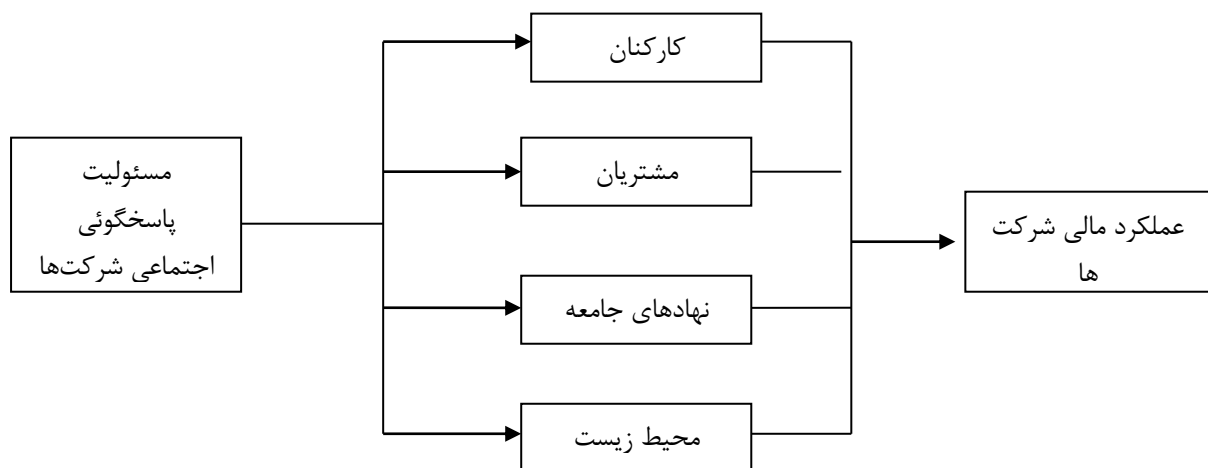 کارکنان
مسئولیت
پاسخگوئی
اجتماعی شرکت‌ها
مشتریان
نهادهای جامعه
محیط زیست
عملکرد مالی شرکت
ها